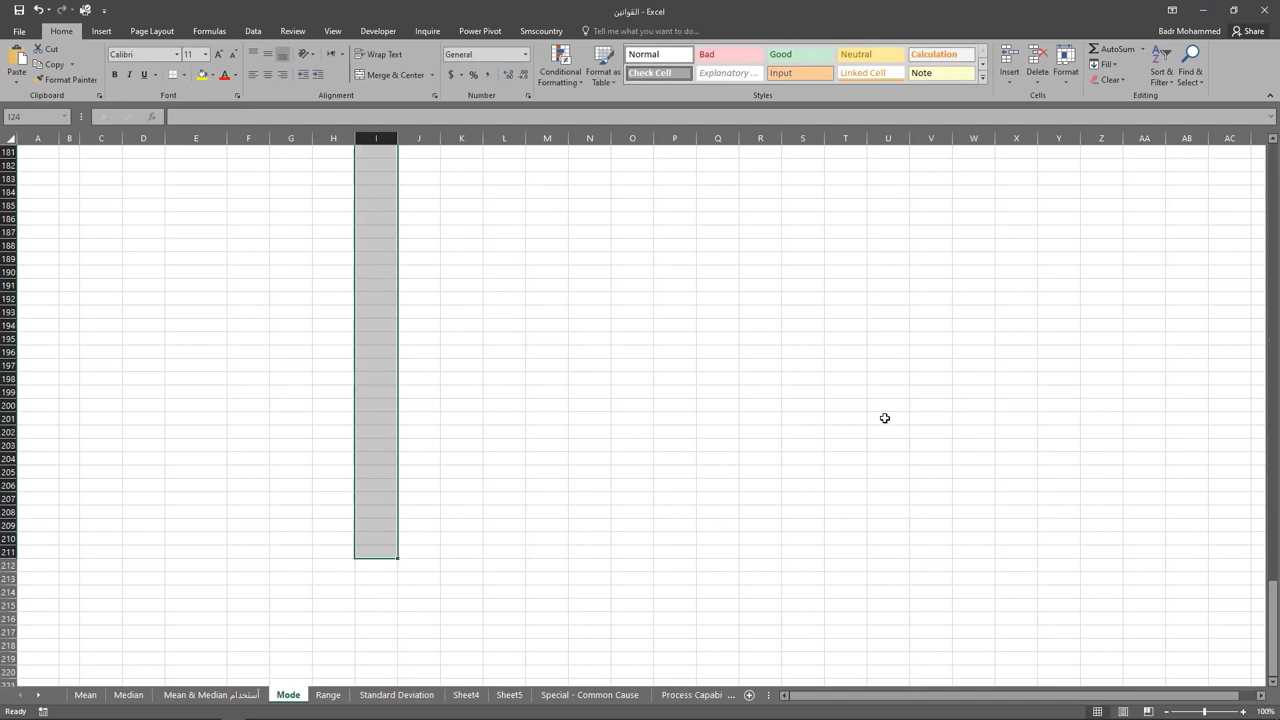 القوانين - Excel
Badr Mohammed
Share
File Home Insert Page Layout Formulas Data Review View Developer Inquire Power Pivot Smscountry Tell me what you want to do...
Paste
Cut
Copy
Format Painter
Clipboard
Calibri 11
B I U
Font
Wrap Text
Merge & Center
Alignment
General
$ % ,
Number
Conditional Formatting
Format as Table
Normal Bad Good Neutral Calculation
Check Cell Explanatory ... Input Linked Cell Note
Styles
Insert Delete Format
Cells
AutoSum
Fill
Clear
Sort & Filter
Find & Select
Editing
I24 fx
A B C D E F G H I J K L M N O P Q R S T U V W X Y Z AA AB AC
181
182
183
184
185
186
187
188
189
190
191
192
193
194
195
196
197
198
199
200
201
202
203
204
205
206
207
208
209
210
211
212
213
214
215
216
217
218
219
220
Mean Median Mean & Median أستخدام Mode Range Standard Deviation Sheet4 Sheet5 Special - Common Cause Process Capabi ...
Ready 100%